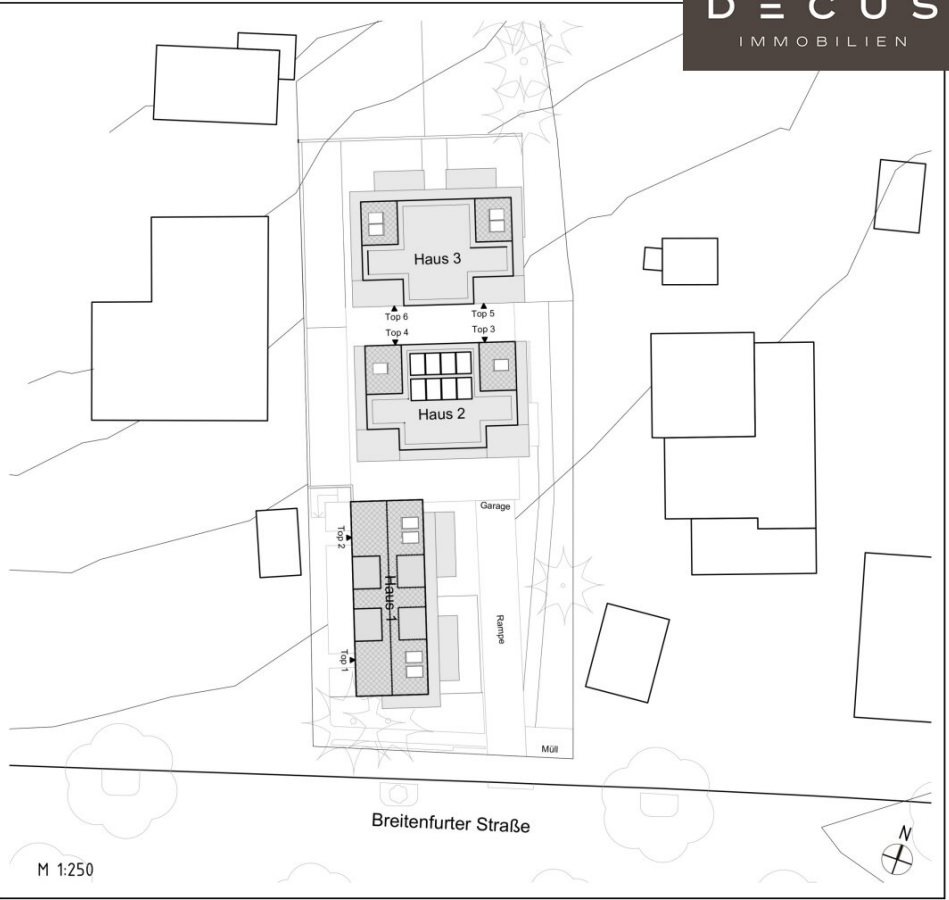 DECUS
IMMOBILIEN
Haus 3
Top 6
Top 5
Top 4
Top 3
Haus 2
Garage
Top 2
Haus 1
Rampe
Top 1
Müll
Breitenfurter Straße
N
M 1:250